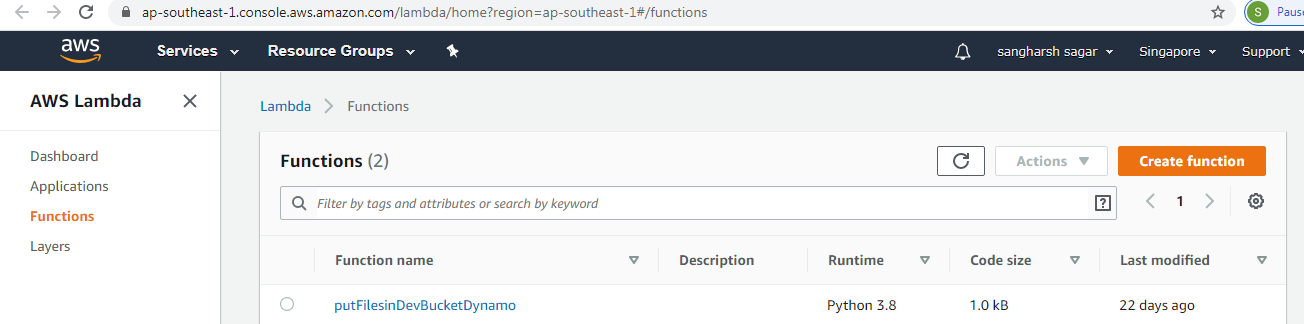 ap-southeast-1.console.aws.amazon.com/lambda/home?region=ap-southeast-1#/functions
S Pause
aws Services Resource Groups sangharsh sagar Singapore Support
AWS Lambda
Lambda Functions
Dashboard
Applications
Functions
Layers
Functions (2)
Actions
Create function
Filter by tags and attributes or search by keyword
?
1
Function name Description Runtime Code size Last modified
putFilesinDevBucketDynamo Python 3.8 1.0 kB 22 days ago